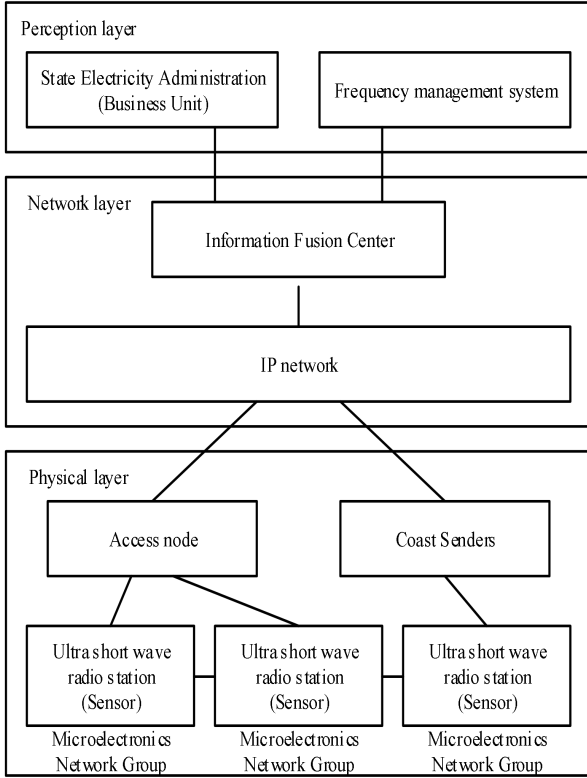 Perception layer
State Electricity Administration
(Business Unit)
Frequency management system
Network layer
Information Fusion Center
IP network
Physical layer
Access node
Coast Senders
Ultra short wave
radio station
(Sensor)
Ultra short wave
radio station
(Sensor)
Ultra short wave
radio station
(Sensor)
Microelectronics
Network Group
Microelectronics
Network Group
Microelectronics
Network Group